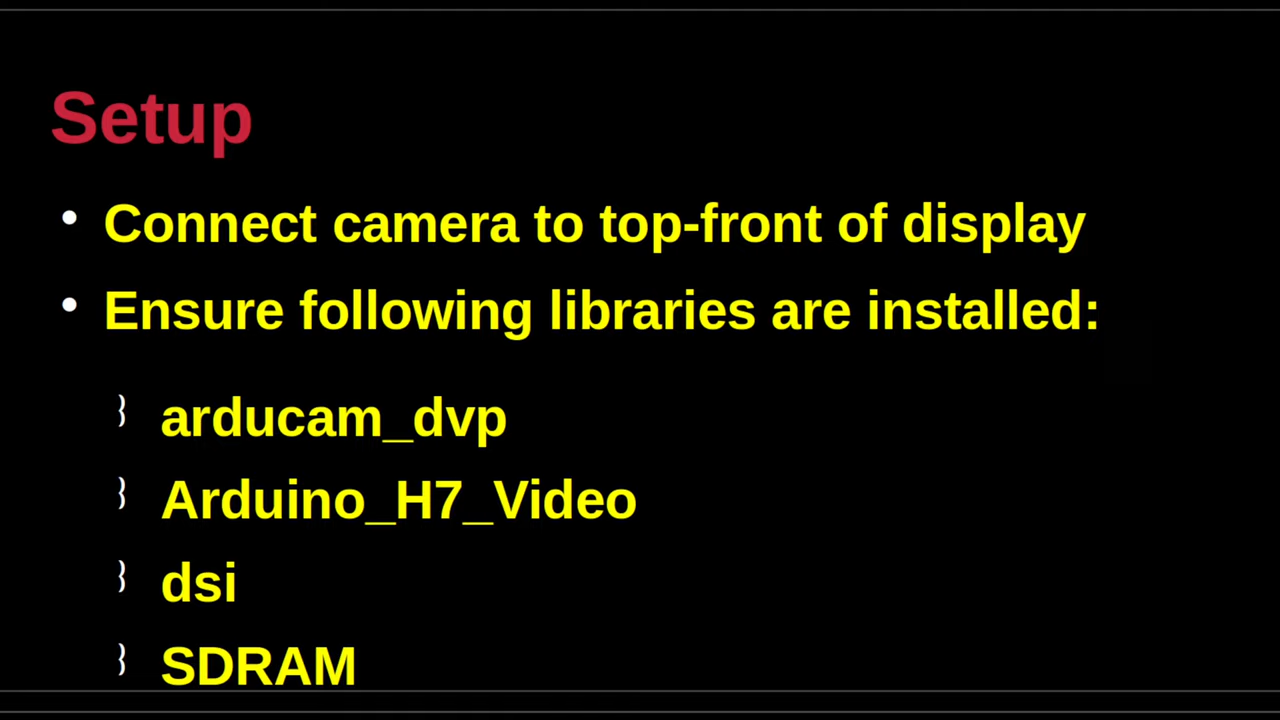 Setup
• Connect camera to top-front of display
• Ensure following libraries are installed:
arducam_dvp
Arduino_H7_Video
dsi
SDRAM